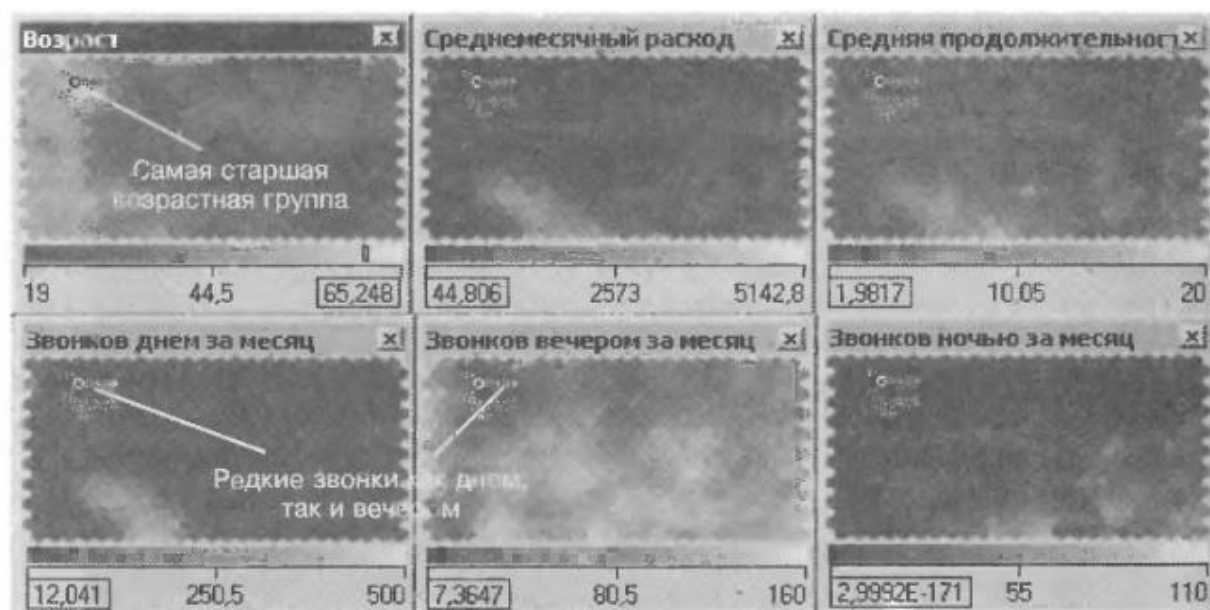 Возраст
Среднемесячный расход
Средняя продолжительност
Самая старшая
возрастная группа
19 44,5 65,248
44,806 2573 5142,8
1,9817 10,05 20
Звонков днем за месяц
Звонков вечером за месяц
Звонков ночью за месяц
Редкие звонки как днем,
так и вечером
12,041 250,5 500
7,3647 80,5 160
2,9992E-171 55 110